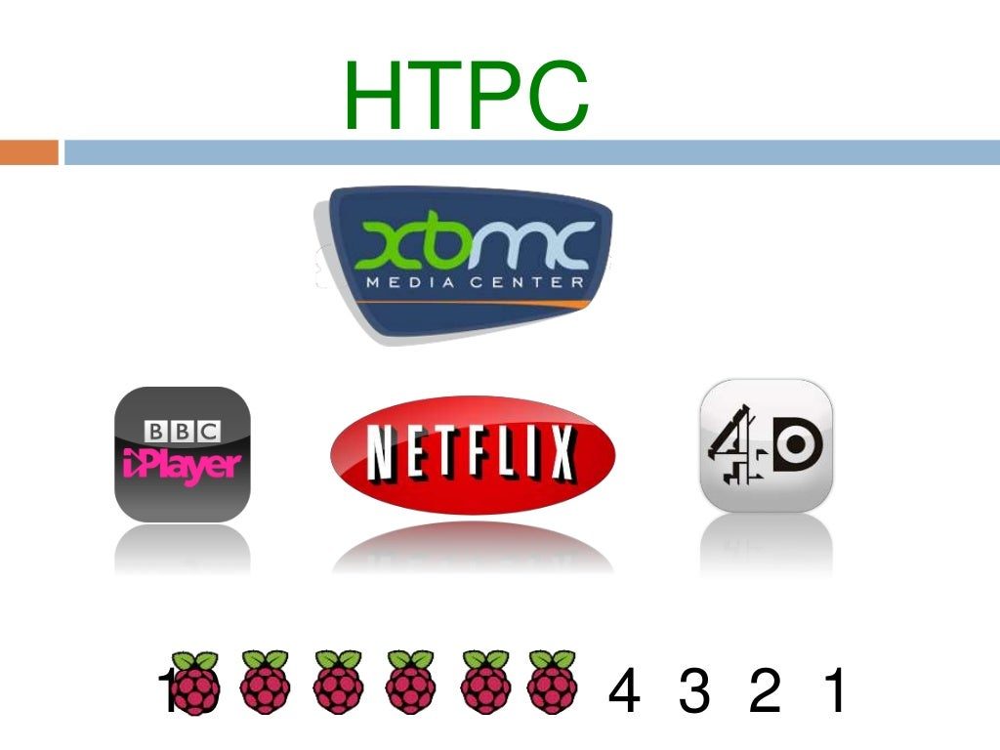 HTPC
xbmc
MEDIA CENTER
BBC
iPlayer
NETFLIX
4oD
4 3 2 1